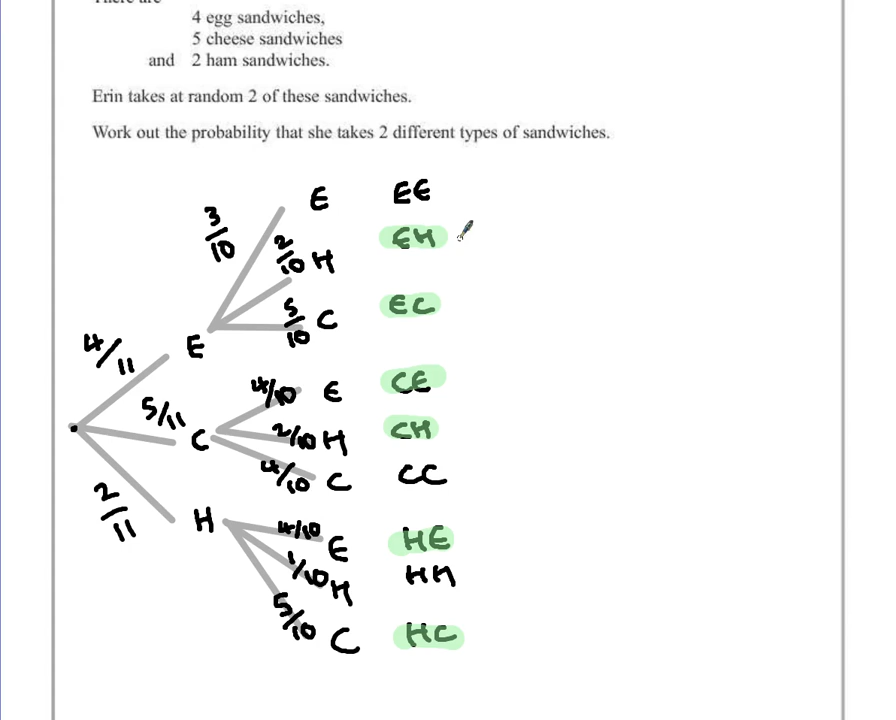 4 egg sandwiches,
5 cheese sandwiches
and 2 ham sandwiches.
Erin takes at random 2 of these sandwiches.
Work out the probability that she takes 2 different types of sandwiches.
3/10 E EE
2/10 H EH
5/10 C EC
4/11 E
4/10 E CE
5/11 C 2/10 H CH
4/10 C CC
2/11 H
4/10 E HE
1/10 H HH
5/10 C HC